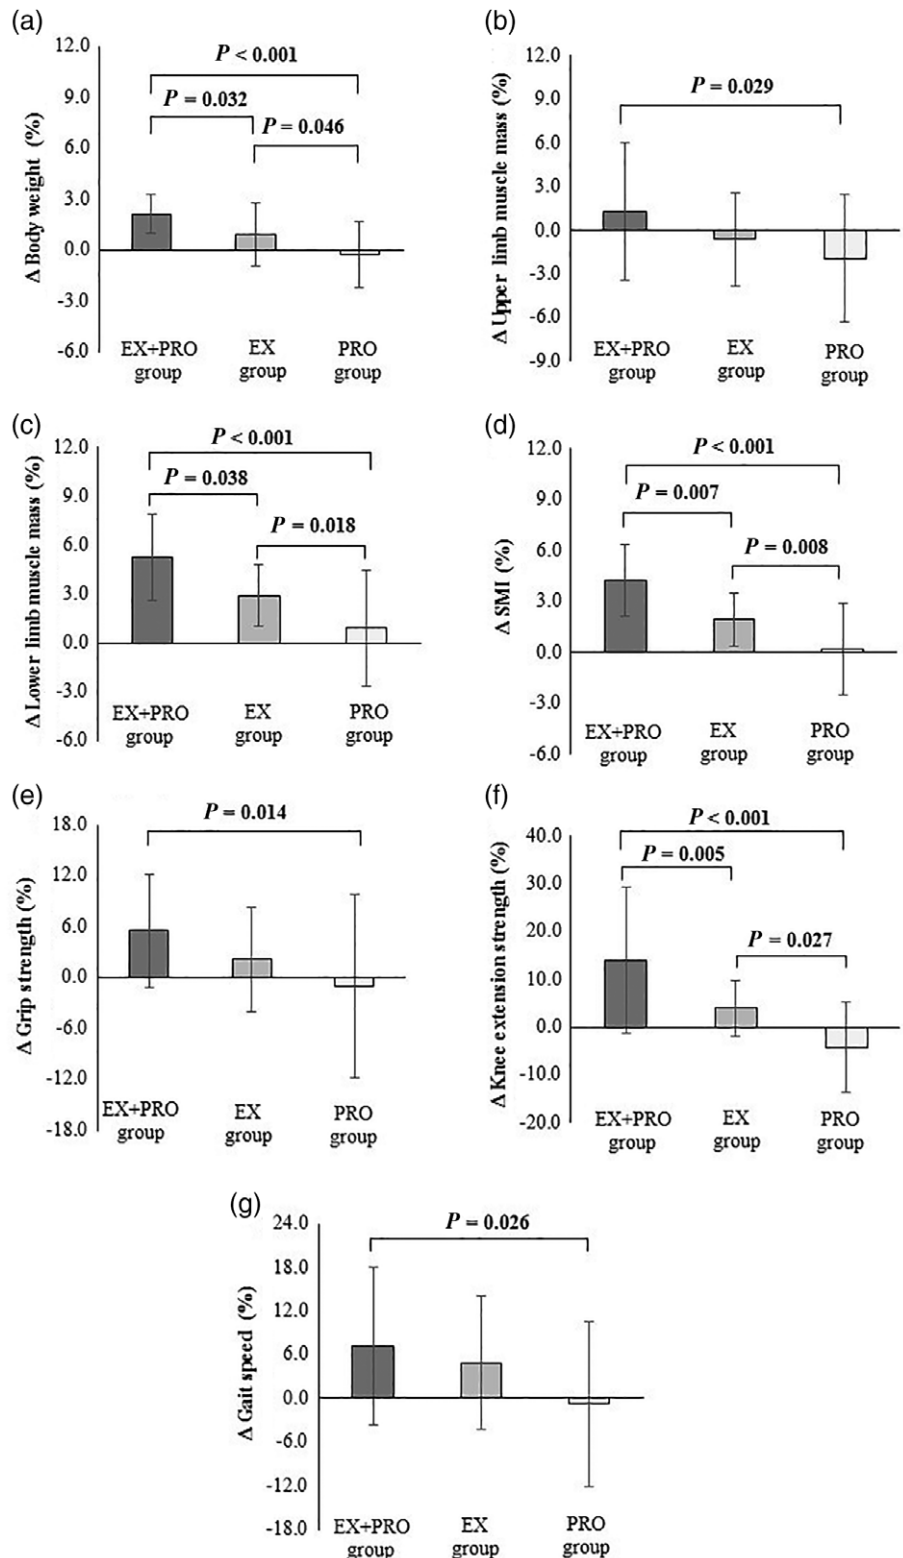 (a)
12.0
9.0
6.0
3.0
0.0
-3.0
-6.0
Δ Body weight (%)
P < 0.001
P = 0.032
P = 0.046
EX+PRO group
EX group
PRO group
(b)
12.0
9.0
6.0
3.0
0.0
-3.0
-6.0
-9.0
Δ Upper limb muscle mass (%)
P = 0.029
EX+PRO group
EX group
PRO group
(c)
12.0
9.0
6.0
3.0
0.0
-3.0
-6.0
Δ Lower limb muscle mass (%)
P < 0.001
P = 0.038
P = 0.018
EX+PRO group
EX group
PRO group
(d)
12.0
9.0
6.0
3.0
0.0
-3.0
-6.0
Δ SMI (%)
P < 0.001
P = 0.007
P = 0.008
EX+PRO group
EX group
PRO group
(e)
18.0
12.0
6.0
0.0
-6.0
-12.0
-18.0
Δ Grip strength (%)
P = 0.014
EX+PRO group
EX group
PRO group
(f)
40.0
30.0
20.0
10.0
0.0
-10.0
-20.0
Δ Knee extension strength (%)
P < 0.001
P = 0.005
P = 0.027
EX+PRO group
EX group
PRO group
(g)
24.0
18.0
12.0
6.0
0.0
-6.0
-12.0
-18.0
Δ Gait speed (%)
P = 0.026
EX+PRO group
EX group
PRO group